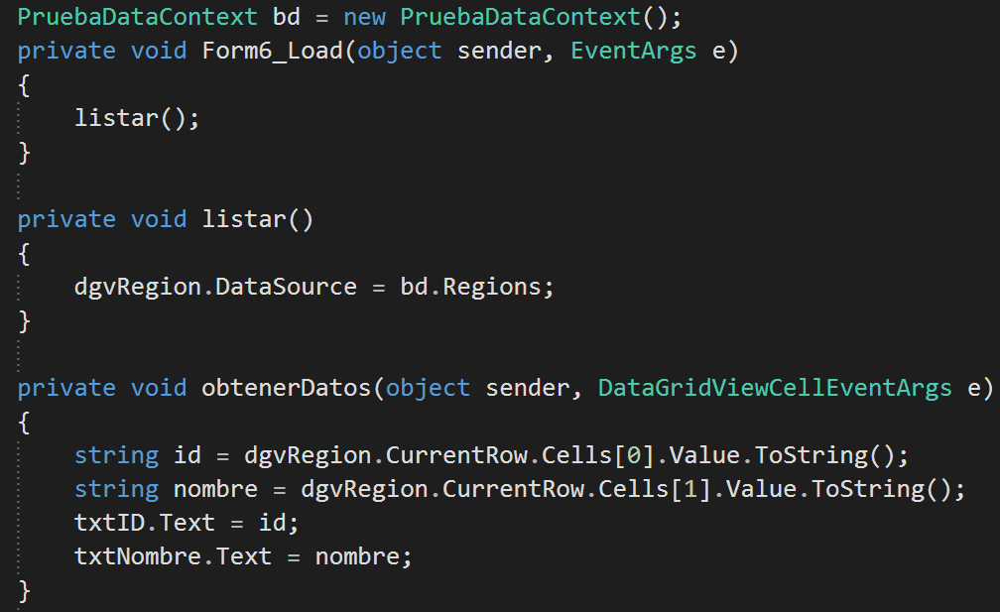 PruebaDataContext bd = new PruebaDataContext();
private void Form6_Load(object sender, EventArgs e)
{
    listar();
}

private void listar()
{
    dgvRegion.DataSource = bd.Regions;
}

private void obtenerDatos(object sender, DataGridViewCellEventArgs e)
{
    string id = dgvRegion.CurrentRow.Cells[0].Value.ToString();
    string nombre = dgvRegion.CurrentRow.Cells[1].Value.ToString();
    txtID.Text = id;
    txtNombre.Text = nombre;
}